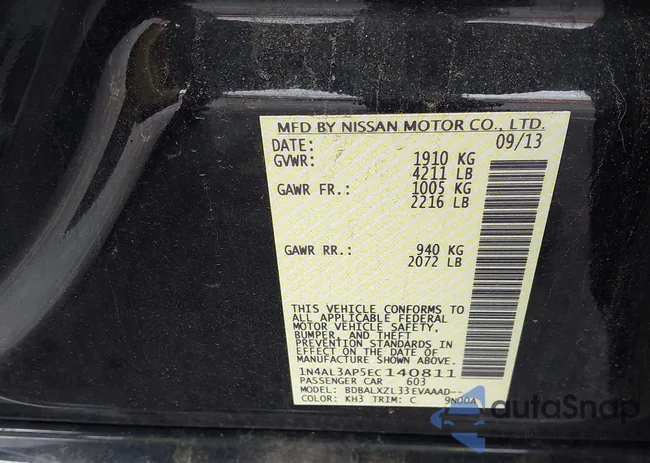 MFD BY NISSAN MOTOR CO., LTD.
DATE: 09/13
GVWR: 1910 KG
4211 LB
GAWR FR.: 1005 KG
2216 LB
GAWR RR.: 940 KG
2072 LB
THIS VEHICLE CONFORMS TO
ALL APPLICABLE FEDERAL
MOTOR VEHICLE SAFETY,
BUMPER, AND THEFT
PREVENTION STANDARDS IN
EFFECT ON THE DATE OF
MANUFACTURE SHOWN ABOVE.
1N4AL3AP5EC140811
PASSENGER CAR 603
MODEL: BDBALXZL33EVAAAD--
COLOR: KH3 TRIM: C 9N00A
autaSnap